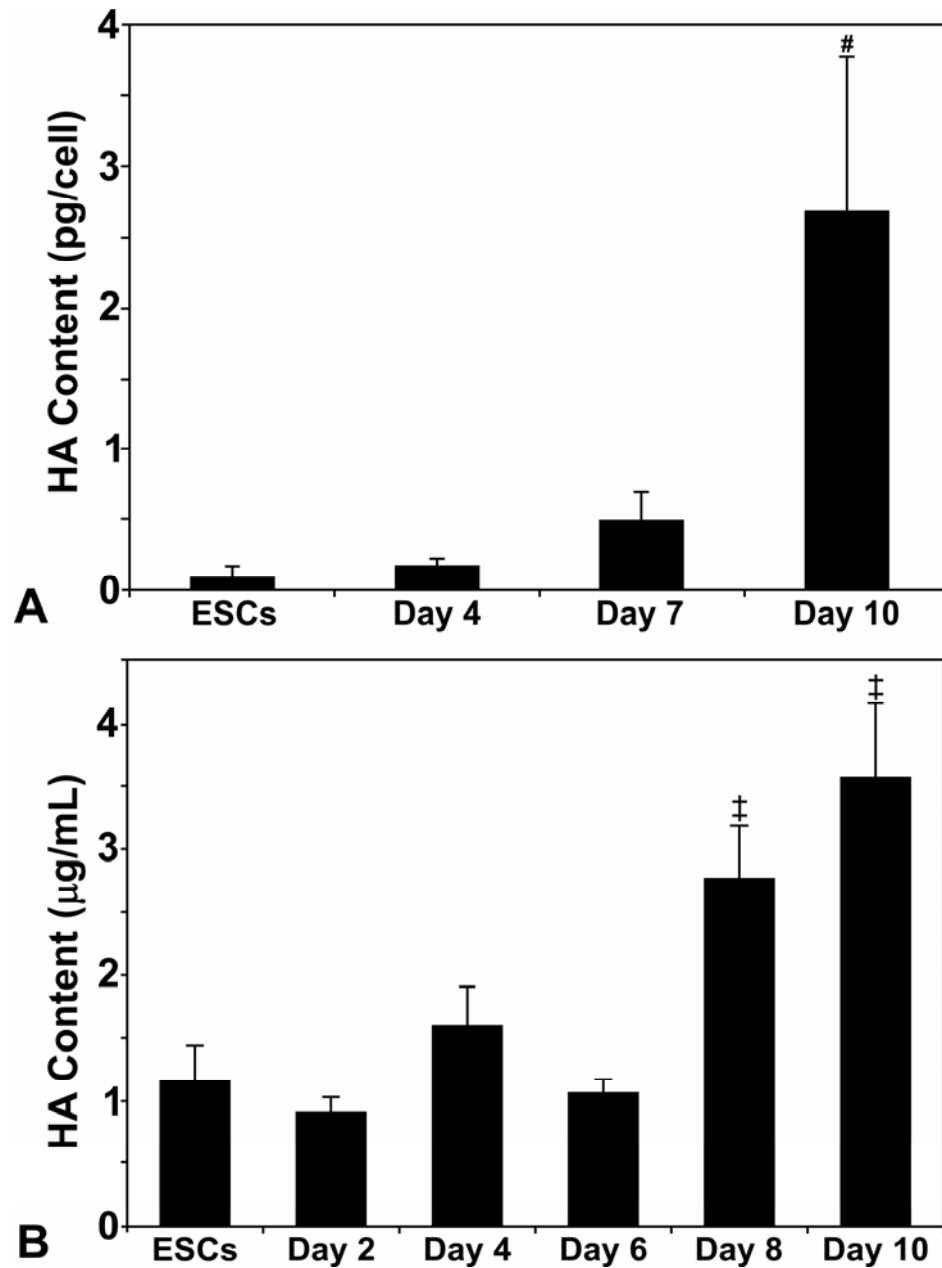 4
3
2
1
0
HA Content (pg/cell)
#
ESCs Day 4 Day 7 Day 10
A
4
3
2
1
0
HA Content (μg/mL)
‡
‡
ESCs Day 2 Day 4 Day 6 Day 8 Day 10
B